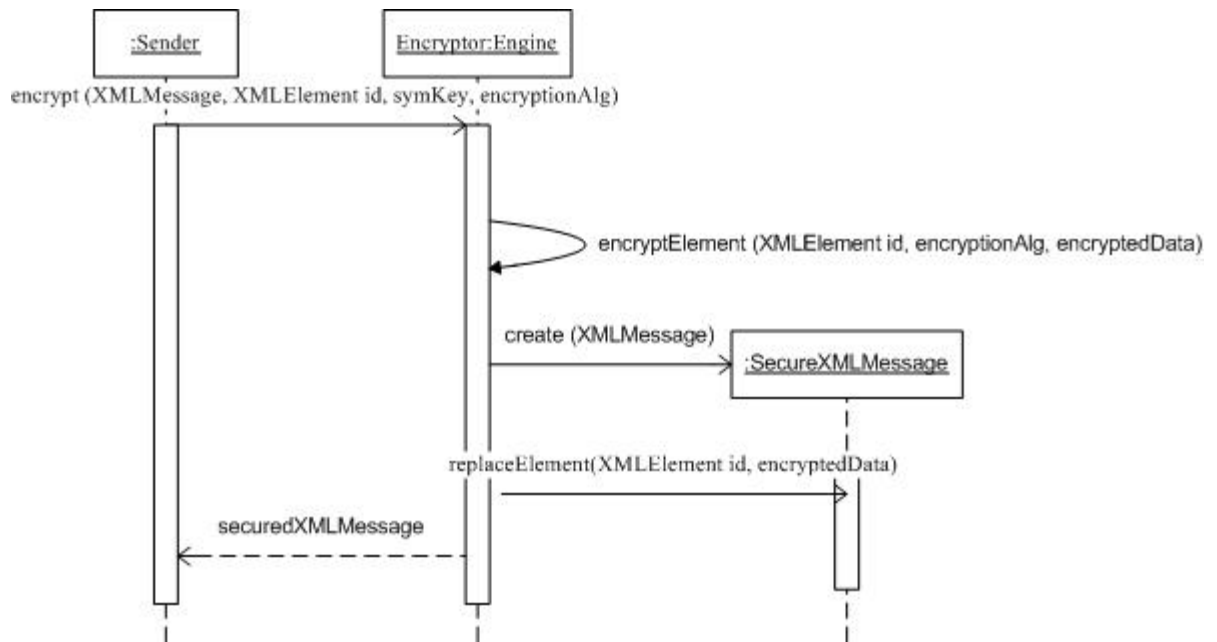 :Sender
Encryptor:Engine
encrypt (XMLMessage, XMLElement id, symKey, encryptionAlg)
encryptElement (XMLElement id, encryptionAlg, encryptedData)
create (XMLMessage)
:SecureXMLMessage
replaceElement(XMLElement id, encryptedData)
securedXMLMessage